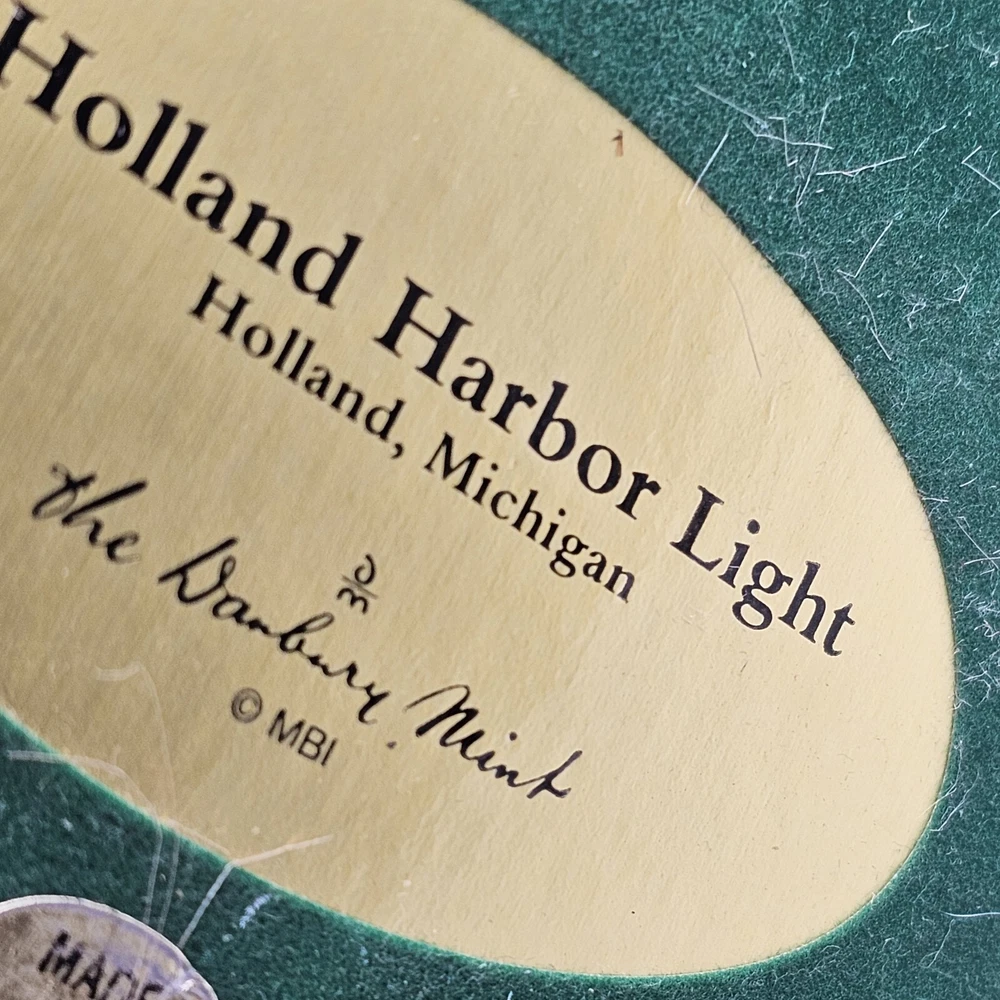 Holland Harbor Light
Holland, Michigan
D
M
the Danbury Mint
© MBI
MADE